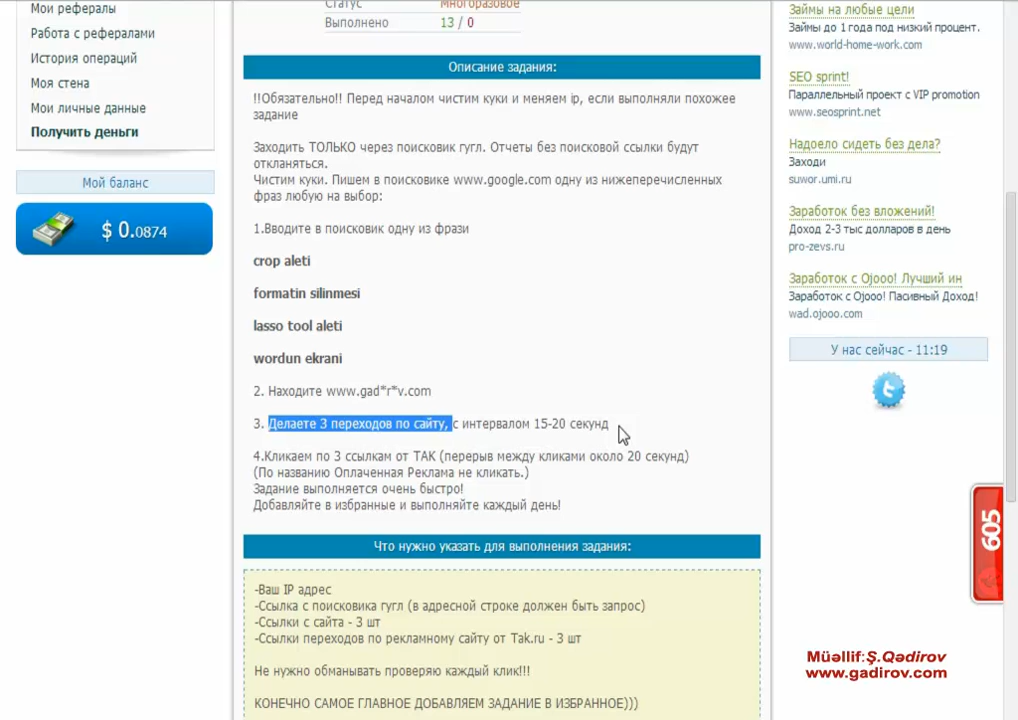 Мои рефералы
Работа с рефералами
История операций
Моя стена
Мои личные данные
Получить деньги
Мой баланс
$ 0.0874
Статус Многоразовое
Выполнено 13 / 0
Описание задания:
!!Обязательно!! Перед началом чистим куки и меняем ip, если выполняли похожее
задание
Заходить ТОЛЬКО через поисковик гугл. Отчеты без поисковой ссылки будут
откланяться.
Чистим куки. Пишем в поисковике www.google.com одну из нижеперечисленных
фраз любую на выбор:
1.Вводите в поисковик одну из фрази
crop aleti
formatin silinmesi
lasso tool aleti
wordun ekrani
2. Находите www.gad*r*v.com
3. Делаете 3 переходов по сайту, с интервалом 15-20 секунд
4.Кликаем по 3 ссылкам от ТАК (перерыв между кликами около 20 секунд)
(По названию Оплаченная Реклама не кликать.)
Задание выполняется очень быстро!
Добавляйте в избранные и выполняйте каждый день!
Что нужно указать для выполнения задания:
-Ваш IP адрес
-Ссылка с поисковика гугл (в адресной строке должен быть запрос)
-Ссылки с сайта - 3 шт
-Ссылки переходов по рекламному сайту от Tak.ru - 3 шт
Не нужно обманывать проверяю каждый клик!!!
КОНЕЧНО САМОЕ ГЛАВНОЕ ДОБАВЛЯЕМ ЗАДАНИЕ В ИЗБРАННОЕ)))
Займы на любые цели
Займы до 1 года под низкий процент.
www.world-home-work.com
SEO sprint!
Параллельный проект с VIP promotion
www.seosprint.net
Надоело сидеть без дела?
Заходи
suwor.umi.ru
Заработок без вложений!
Доход 2-3 тыс долларов в день
pro-zevs.ru
Заработок с Ojooo! Лучший ин
Заработок с Ojooo! Пасивный Доход!
wad.ojooo.com
У нас сейчас - 11:19
605
Müəllif:Ş.Qədirov
www.gadirov.com